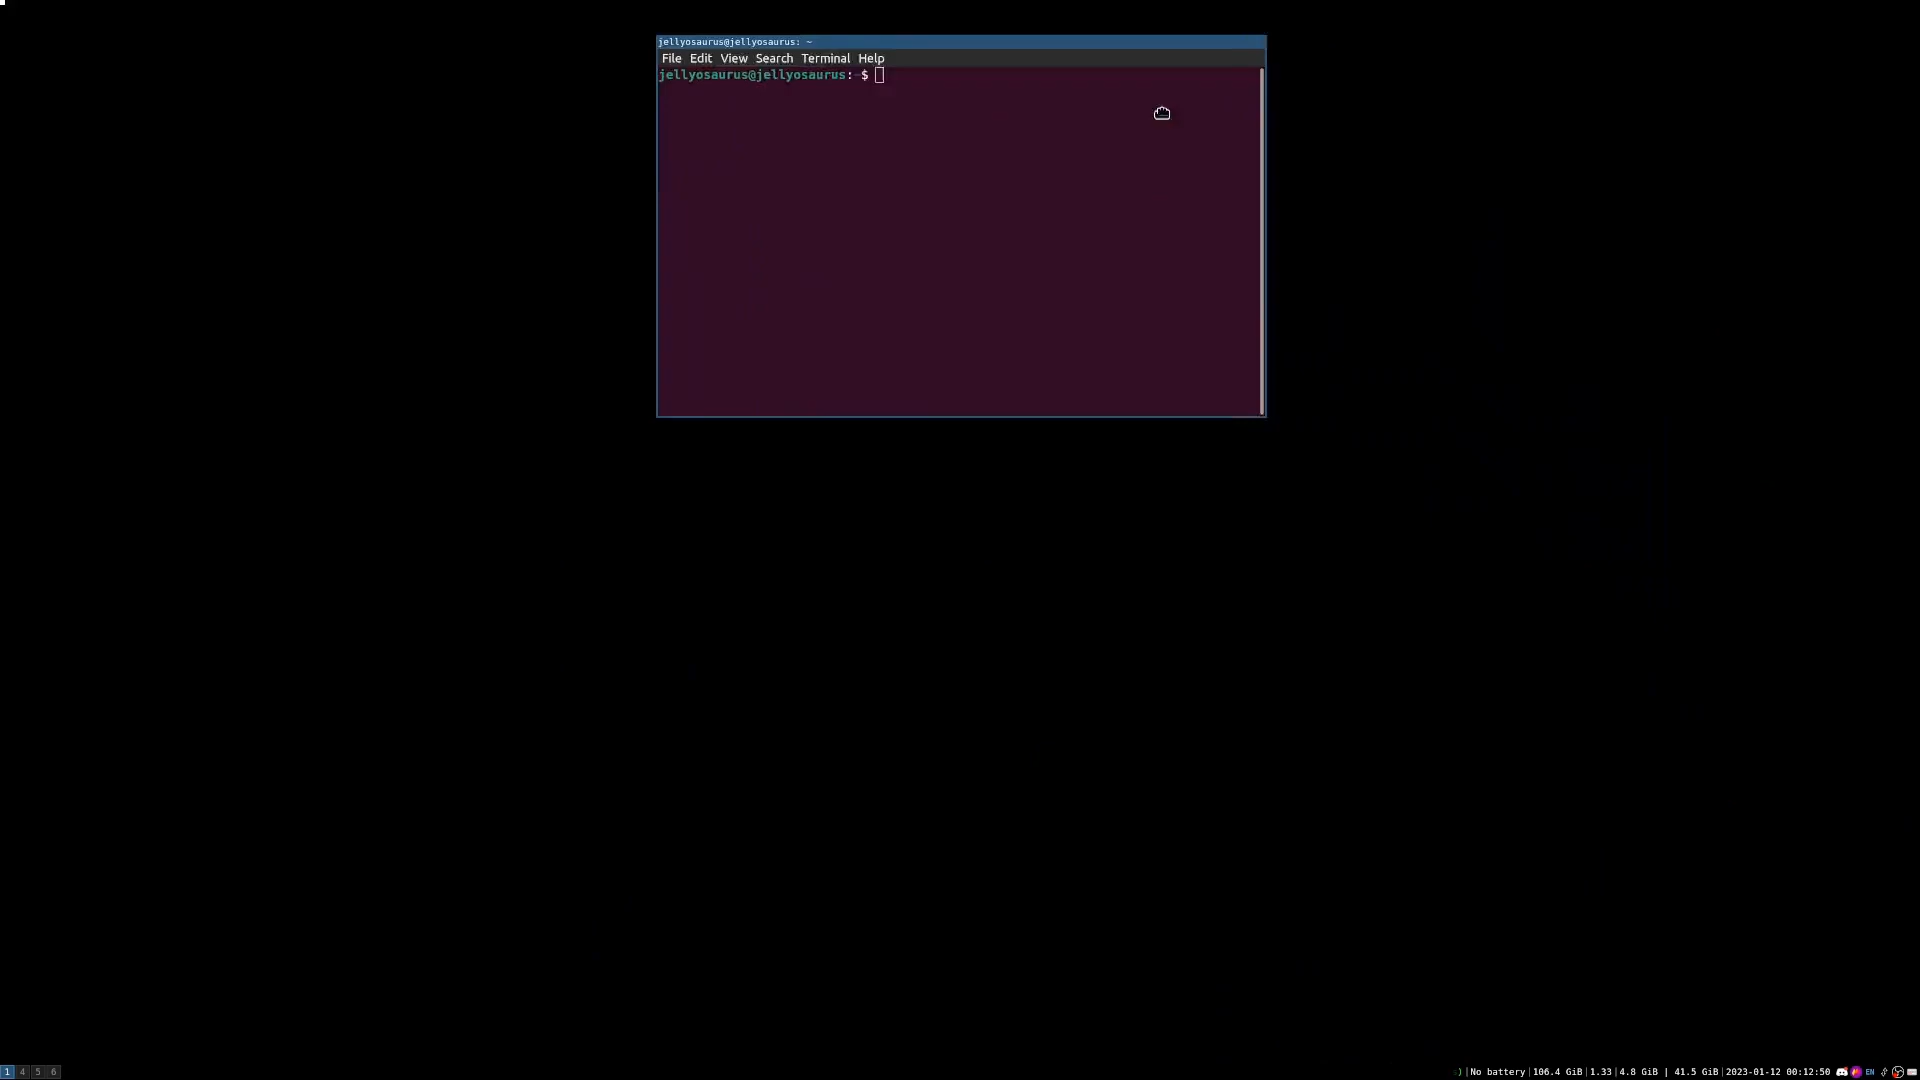 jellyosaurus@jellyosaurus: ~
File Edit View Search Terminal Help
jellyosaurus@jellyosaurus:~$
1 4 5 6
:)|No battery|106.4 GiB|1.33|4.8 GiB | 41.5 GiB|2023-01-12 00:12:50 EN